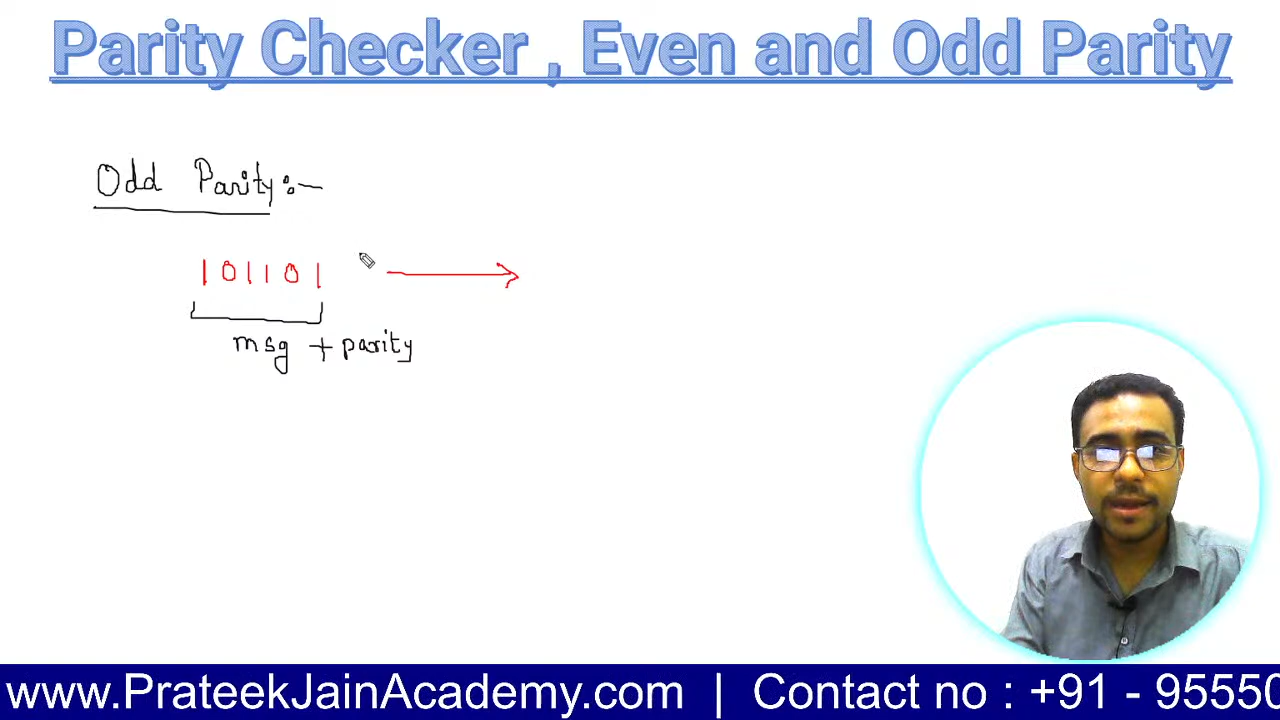 Parity Checker , Even and Odd Parity
Odd Parity:-
101101
msg + parity
www.PrateekJainAcademy.com | Contact no : +91 - 95550